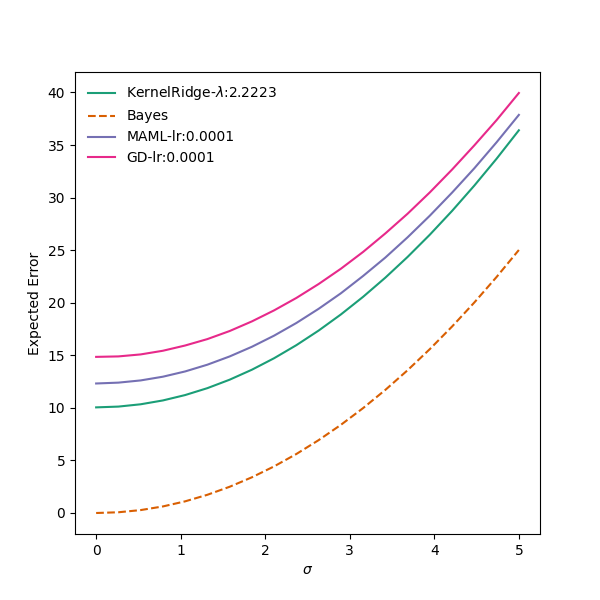 KernelRidge-λ:2.2223
Bayes
MAML-lr:0.0001
GD-lr:0.0001
Expected Error
40
35
30
25
20
15
10
5
0
0 1 2 3 4 5
σ